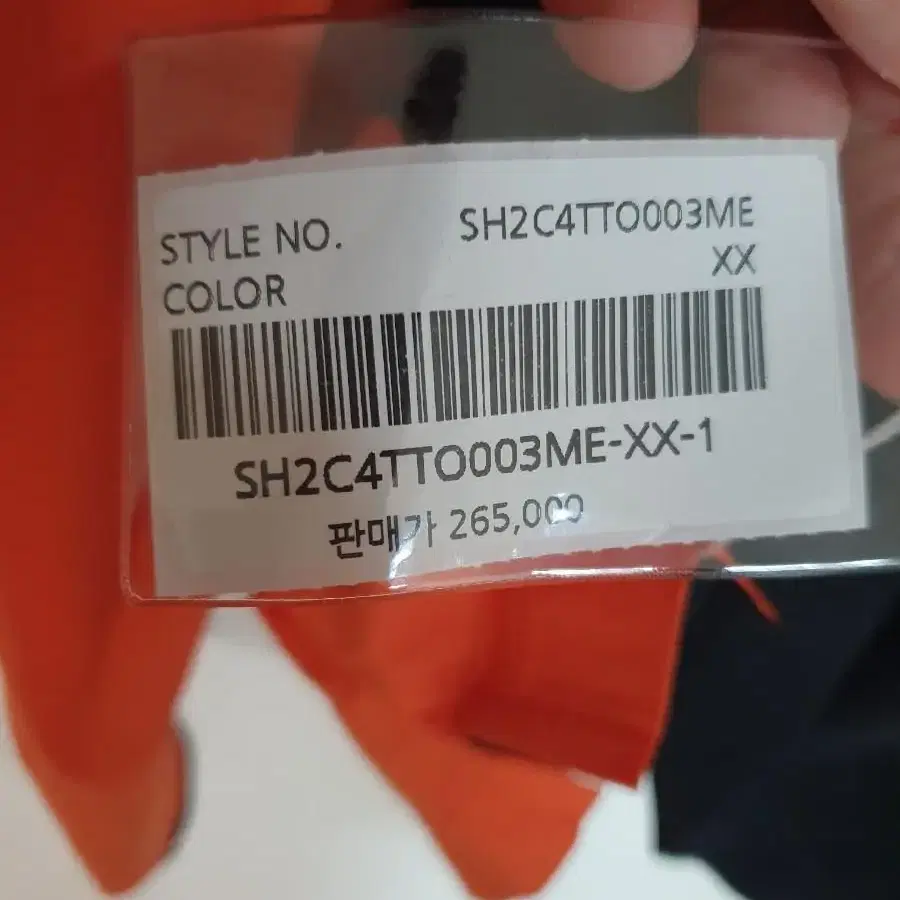 STYLE NO. SH2C4TTO003ME
COLOR XX
SH2C4TTO003ME-XX-1
판매가 265,000